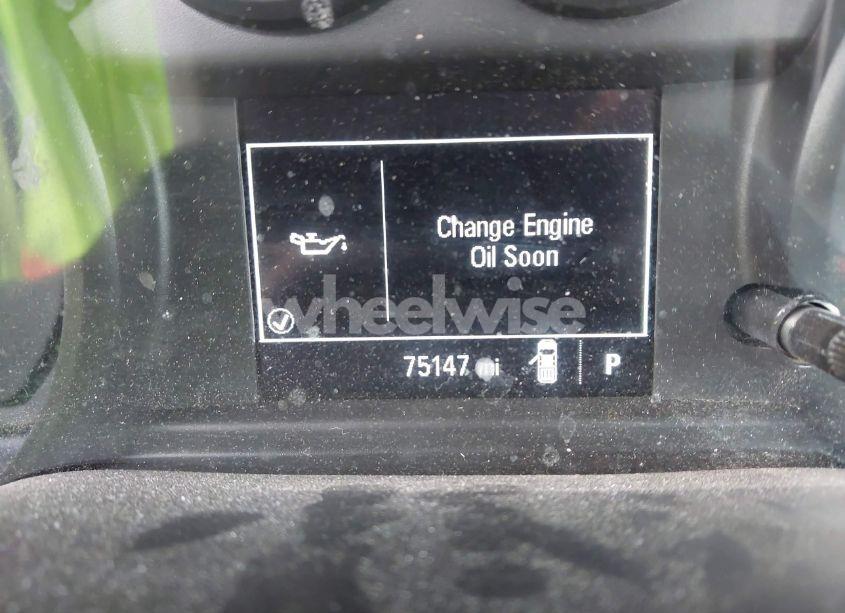 Change Engine
Oil Soon
wheelwise
75147 mi
P